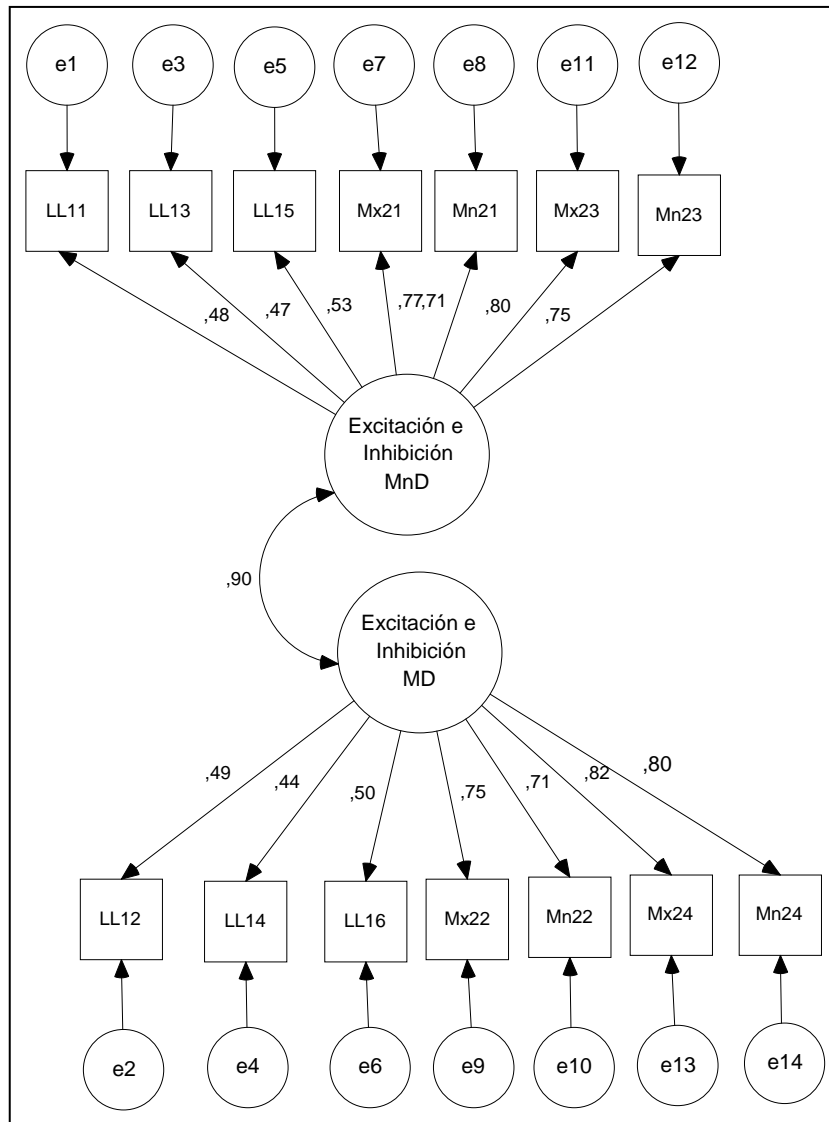 e1 e3 e5 e7 e8 e11 e12
LL11 LL13 LL15 Mx21 Mn21 Mx23 Mn23
,48 ,47 ,53 ,77 ,71 ,80 ,75
Excitación e
Inhibición
MnD
,90
Excitación e
Inhibición
MD
,49 ,44 ,50 ,75 ,71 ,82 ,80
LL12 LL14 LL16 Mx22 Mn22 Mx24 Mn24
e2 e4 e6 e9 e10 e13 e14